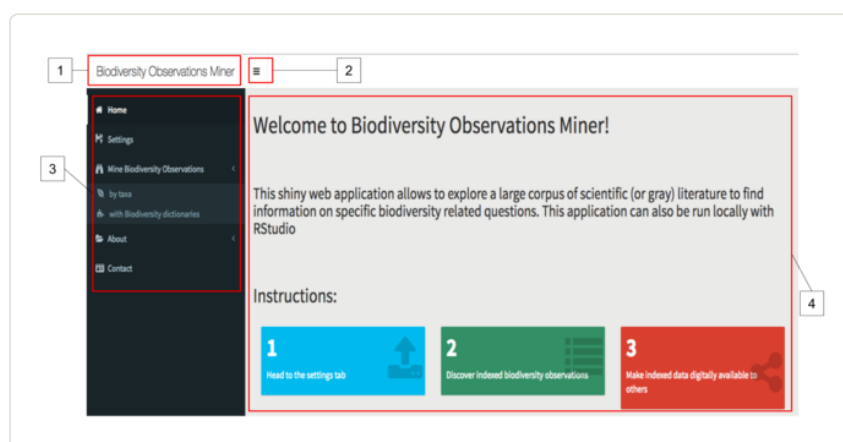 1
Biodiversity Observations Miner
2
Home
Settings
Mine Biodiversity Observations
by taxa
with Biodiversity dictionaries
About
Contact
3
Welcome to Biodiversity Observations Miner!
This shiny web application allows to explore a large corpus of scientific (or gray) literature to find
information on specific biodiversity related questions. This application can also be run locally with
RStudio
Instructions:
1
Head to the settings tab
2
Discover indexed biodiversity observations
3
Make indexed data digitally available to
others
4